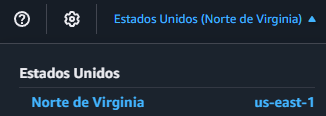 Estados Unidos (Norte de Virginia) ▲
Estados Unidos
Norte de Virginia us-east-1